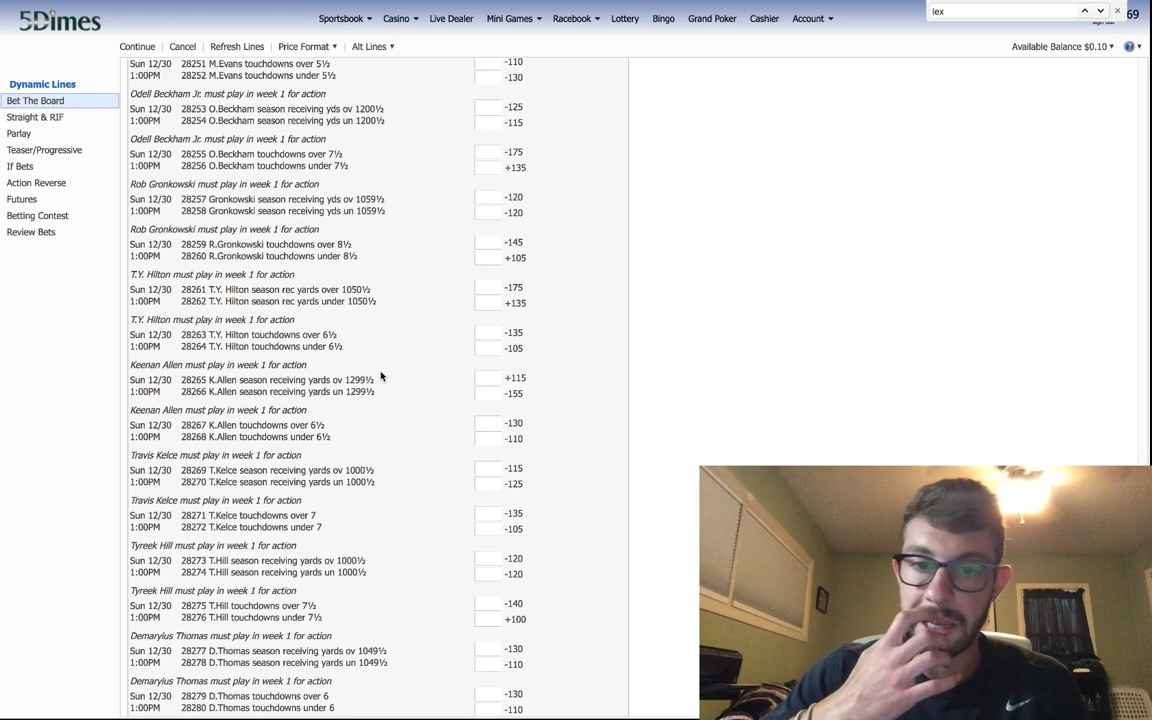 5Dimes
Sportsbook Casino Live Dealer Mini Games Racebook Lottery Bingo Grand Poker Cashier Account
lex
69
sign out
Continue | Cancel | Refresh Lines | Price Format | Alt Lines
Available Balance $0.10
Dynamic Lines
Bet The Board
Straight & RIF
Parlay
Teaser/Progressive
If Bets
Action Reverse
Futures
Betting Contest
Review Bets
Sun 12/30 28251 M.Evans touchdowns over 5½ -110
1:00PM 28252 M.Evans touchdowns under 5½ -130
Odell Beckham Jr. must play in week 1 for action
Sun 12/30 28253 O.Beckham season receiving yds ov 1200½ -125
1:00PM 28254 O.Beckham season receiving yds un 1200½ -115
Odell Beckham Jr. must play in week 1 for action
Sun 12/30 28255 O.Beckham touchdowns over 7½ -175
1:00PM 28256 O.Beckham touchdowns under 7½ +135
Rob Gronkowski must play in week 1 for action
Sun 12/30 28257 Gronkowski season receiving yds ov 1059½ -120
1:00PM 28258 Gronkowski season receiving yds un 1059½ -120
Rob Gronkowski must play in week 1 for action
Sun 12/30 28259 R.Gronkowski touchdowns over 8½ -145
1:00PM 28260 R.Gronkowski touchdowns under 8½ +105
T.Y. Hilton must play in week 1 for action
Sun 12/30 28261 T.Y. Hilton season rec yards over 1050½ -175
1:00PM 28262 T.Y. Hilton season rec yards under 1050½ +135
T.Y. Hilton must play in week 1 for action
Sun 12/30 28263 T.Y. Hilton touchdowns over 6½ -135
1:00PM 28264 T.Y. Hilton touchdowns under 6½ -105
Keenan Allen must play in week 1 for action
Sun 12/30 28265 K.Allen season receiving yards ov 1299½ +115
1:00PM 28266 K.Allen season receiving yards un 1299½ -155
Keenan Allen must play in week 1 for action
Sun 12/30 28267 K.Allen touchdowns over 6½ -130
1:00PM 28268 K.Allen touchdowns under 6½ -110
Travis Kelce must play in week 1 for action
Sun 12/30 28269 T.Kelce season receiving yards ov 1000½ -115
1:00PM 28270 T.Kelce season receiving yards un 1000½ -125
Travis Kelce must play in week 1 for action
Sun 12/30 28271 T.Kelce touchdowns over 7 -135
1:00PM 28272 T.Kelce touchdowns under 7 -105
Tyreek Hill must play in week 1 for action
Sun 12/30 28273 T.Hill season receiving yards ov 1000½ -120
1:00PM 28274 T.Hill season receiving yards un 1000½ -120
Tyreek Hill must play in week 1 for action
Sun 12/30 28275 T.Hill touchdowns over 7½ -140
1:00PM 28276 T.Hill touchdowns under 7½ +100
Demaryius Thomas must play in week 1 for action
Sun 12/30 28277 D.Thomas season receiving yards ov 1049½ -130
1:00PM 28278 D.Thomas season receiving yards un 1049½ -110
Demaryius Thomas must play in week 1 for action
Sun 12/30 28279 D.Thomas touchdowns over 6 -130
1:00PM 28280 D.Thomas touchdowns under 6 -110